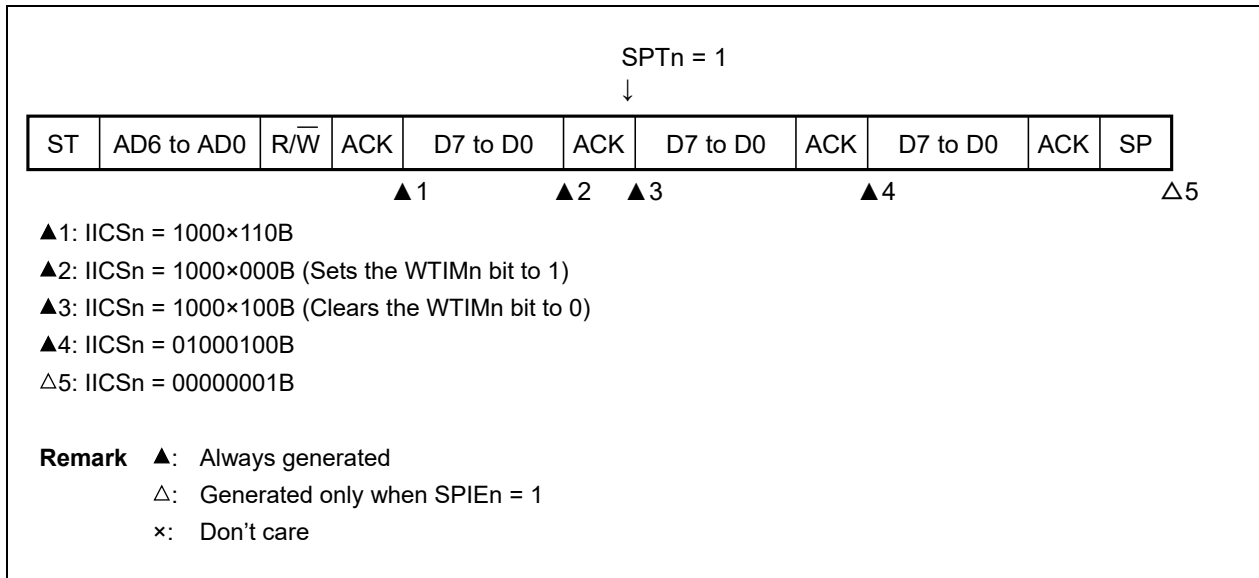 SPTn = 1
↓
ST AD6 to AD0 R/W̅ ACK D7 to D0 ACK D7 to D0 ACK D7 to D0 ACK SP
▲1 ▲2 ▲3 ▲4 △5
▲1: IICSn = 1000×110B
▲2: IICSn = 1000×000B (Sets the WTIMn bit to 1)
▲3: IICSn = 1000×100B (Clears the WTIMn bit to 0)
▲4: IICSn = 01000100B
△5: IICSn = 00000001B
Remark ▲: Always generated
△: Generated only when SPIEn = 1
×: Don’t care